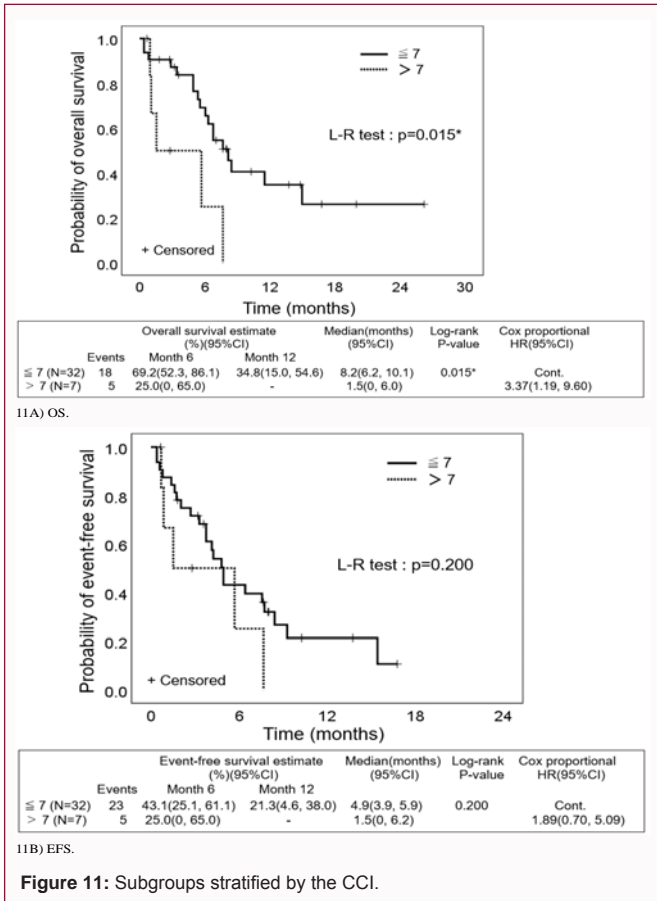 1.0
0.8
0.6
0.4
0.2
0.0
Probability of overall survival
≦ 7
> 7
L-R test : p=0.015*
+ Censored
0 6 12 18 24 30
Time (months)
Overall survival estimate Median(months) Log-rank Cox proportional
(%)(95%CI) (95%CI) P-value HR(95%CI)
Events Month 6 Month 12
≦ 7 (N=32) 18 69.2(52.3, 86.1) 34.8(15.0, 54.6) 8.2(6.2, 10.1) 0.015* Cont.
> 7 (N=7) 5 25.0(0, 65.0) - 1.5(0, 6.0) 3.37(1.19, 9.60)
11A) OS.
1.0
0.8
0.6
0.4
0.2
0.0
Probability of event-free survival
≦ 7
> 7
L-R test : p=0.200
+ Censored
0 6 12 18 24
Time (months)
Event-free survival estimate Median(months) Log-rank Cox proportional
(%)(95%CI) (95%CI) P-value HR(95%CI)
Events Month 6 Month 12
≦ 7 (N=32) 23 43.1(25.1, 61.1) 21.3(4.6, 38.0) 4.9(3.9, 5.9) 0.200 Cont.
> 7 (N=7) 5 25.0(0, 65.0) - 1.5(0, 6.2) 1.89(0.70, 5.09)
11B) EFS.
Figure 11: Subgroups stratified by the CCI.